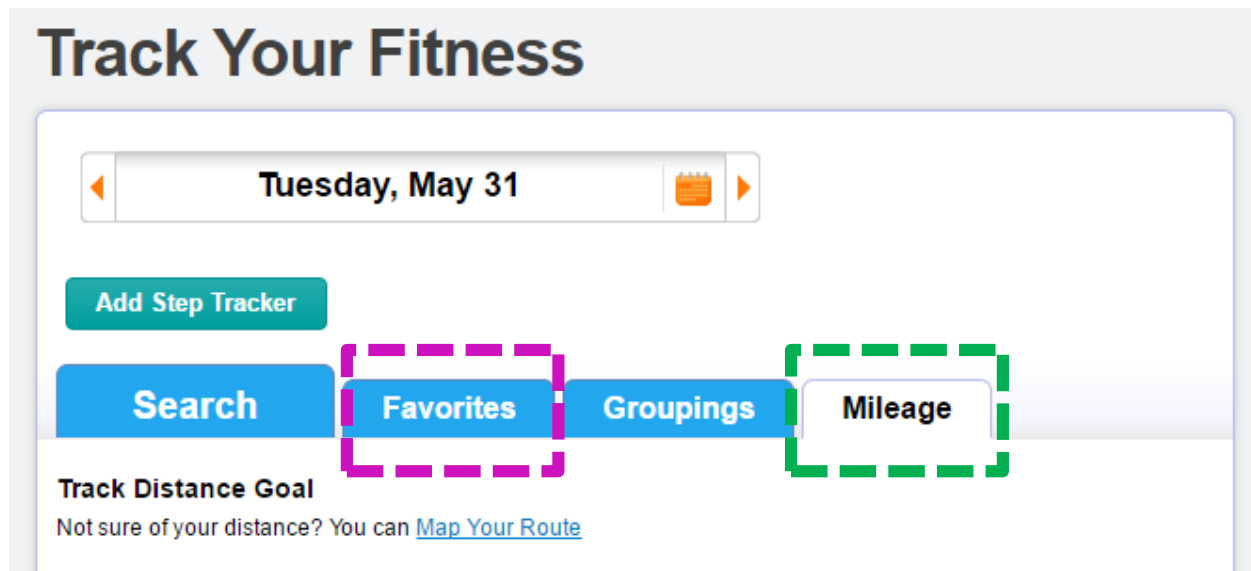 Track Your Fitness
Tuesday, May 31
Add Step Tracker
Search Favorites Groupings Mileage
Track Distance Goal
Not sure of your distance? You can Map Your Route